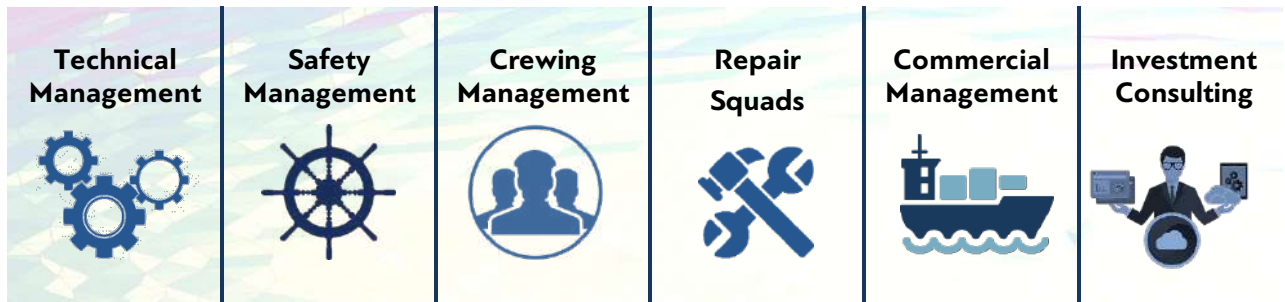 Technical
Management
Safety
Management
Crewing
Management
Repair
Squads
Commercial
Management
Investment
Consulting